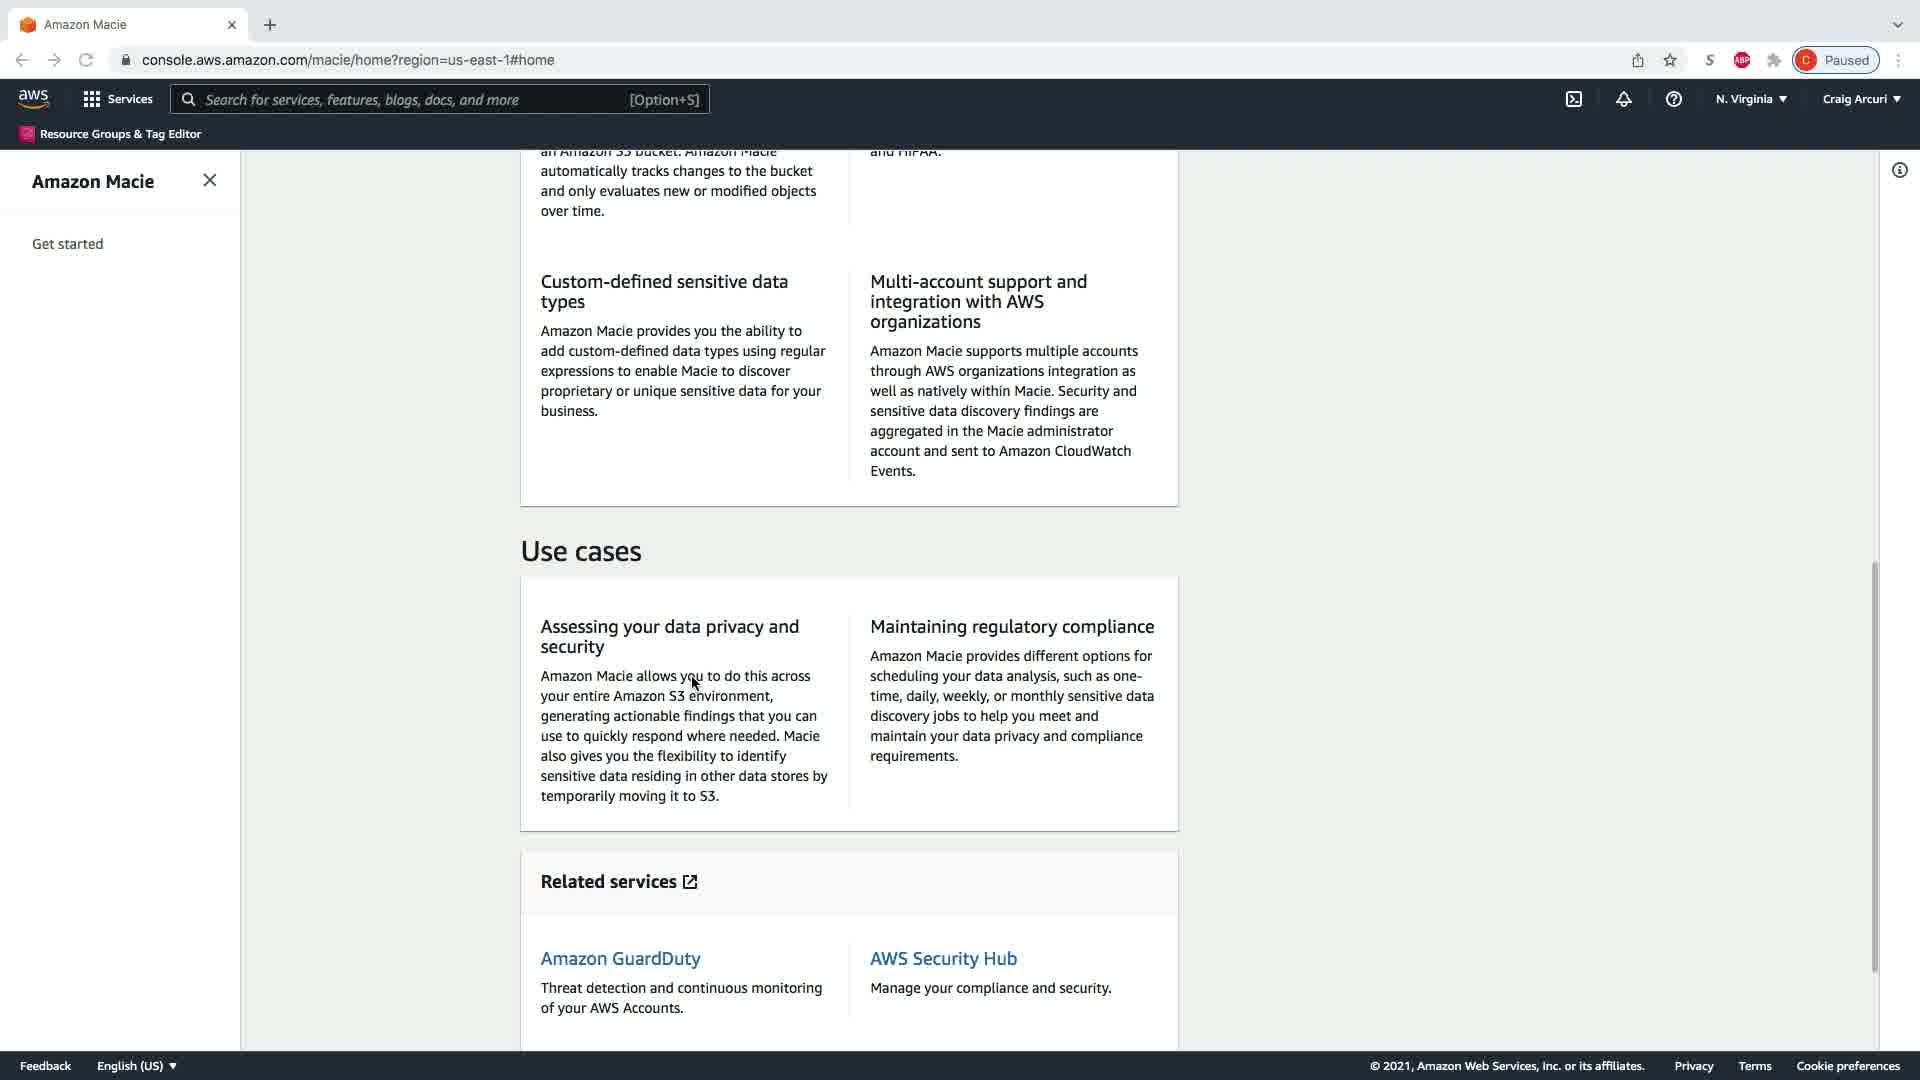 Amazon Macie
console.aws.amazon.com/macie/home?region=us-east-1#home
S
ABP
C
Paused
aws
Services
Search for services, features, blogs, docs, and more
[Option+S]
N. Virginia
Craig Arcuri
Resource Groups & Tag Editor
Amazon Macie
Get started
an Amazon S3 bucket. Amazon Macie
automatically tracks changes to the bucket
and only evaluates new or modified objects
over time.
and HIPAA.
Custom-defined sensitive data
types
Amazon Macie provides you the ability to
add custom-defined data types using regular
expressions to enable Macie to discover
proprietary or unique sensitive data for your
business.
Multi-account support and
integration with AWS
organizations
Amazon Macie supports multiple accounts
through AWS organizations integration as
well as natively within Macie. Security and
sensitive data discovery findings are
aggregated in the Macie administrator
account and sent to Amazon CloudWatch
Events.
Use cases
Assessing your data privacy and
security
Amazon Macie allows you to do this across
your entire Amazon S3 environment,
generating actionable findings that you can
use to quickly respond where needed. Macie
also gives you the flexibility to identify
sensitive data residing in other data stores by
temporarily moving it to S3.
Maintaining regulatory compliance
Amazon Macie provides different options for
scheduling your data analysis, such as one-
time, daily, weekly, or monthly sensitive data
discovery jobs to help you meet and
maintain your data privacy and compliance
requirements.
Related services
Amazon GuardDuty
Threat detection and continuous monitoring
of your AWS Accounts.
AWS Security Hub
Manage your compliance and security.
Feedback
English (US)
© 2021, Amazon Web Services, Inc. or its affiliates.
Privacy
Terms
Cookie preferences